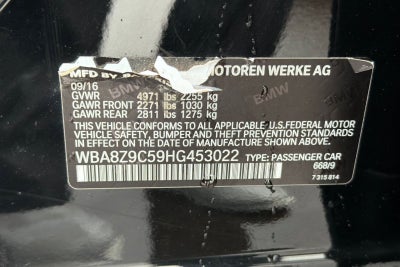 MFD BY MOTOREN WERKE AG
09/16
GVWR 4971 lbs 2255 kg
GAWR FRONT 2271 lbs 1030 kg
GAWR REAR 2811 lbs 1275 kg
THIS VEHICLE CONFORMS TO ALL APPLICABLE U.S.FEDERAL MOTOR
VEHICLE SAFETY, BUMPER AND THEFT PREVENTION STANDARDS
IN EFFECT ON THE DATE OF MANUFACTURE SHOWN ABOVE.
WBA8Z9C59HG453022 TYPE: PASSENGER CAR
668/9
7 315 814